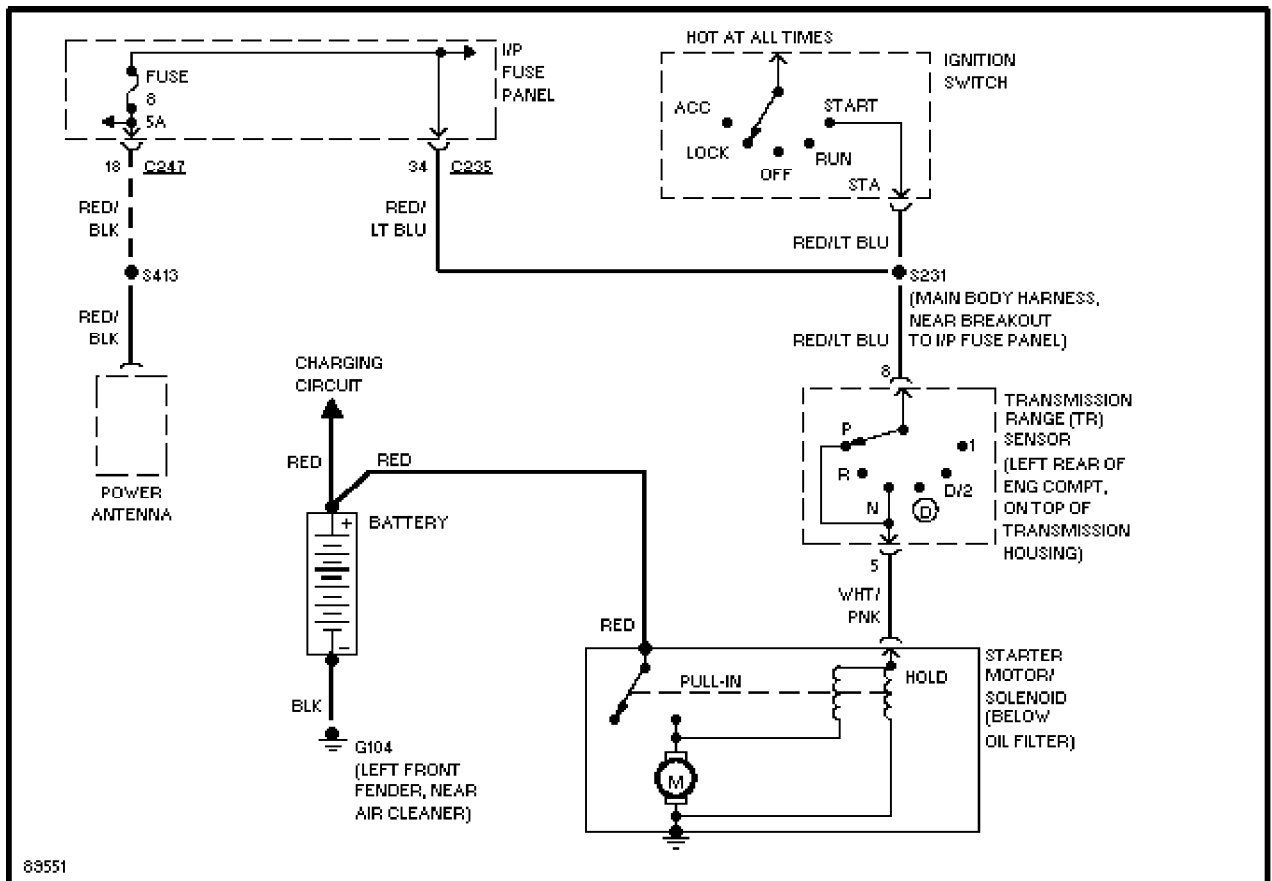 I/P
FUSE
PANEL
FUSE
8
5A
18 C247
34 C235
RED/
BLK
RED/
LT BLU
S413
RED/
BLK
POWER
ANTENNA
HOT AT ALL TIMES
IGNITION
SWITCH
ACC
START
LOCK
RUN
OFF
STA
RED/LT BLU
S231
(MAIN BODY HARNESS,
NEAR BREAKOUT
TO I/P FUSE PANEL)
RED/LT BLU
8
TRANSMISSION
RANGE (TR)
SENSOR
(LEFT REAR OF
ENG COMPT,
ON TOP OF
TRANSMISSION
HOUSING)
P
1
R
D/2
N
D
5
WHT/
PNK
CHARGING
CIRCUIT
RED
RED
+
BATTERY
-
BLK
G104
(LEFT FRONT
FENDER, NEAR
AIR CLEANER)
RED
PULL-IN
HOLD
M
STARTER
MOTOR/
SOLENOID
(BELOW
OIL FILTER)
89551